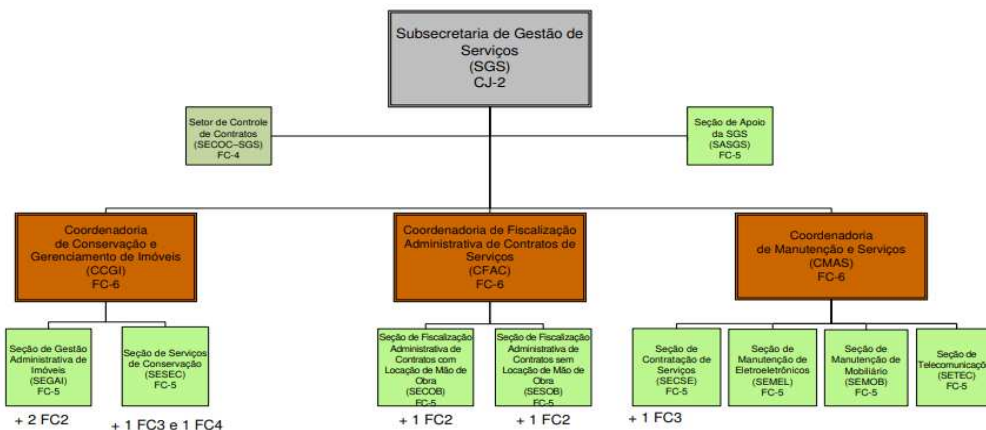 Subsecretaria de Gestão de
Serviços
(SGS)
CJ-2
Setor de Controle
de Contratos
(SECOC–SGS)
FC-4
Seção de Apoio
da SGS
(SASGS)
FC-5
Coordenadoria
de Conservação e
Gerenciamento de Imóveis
(CCGI)
FC-6
Coordenadoria de Fiscalização
Administrativa de Contratos de
Serviços
(CFAC)
FC-6
Coordenadoria
de Manutenção e Serviços
(CMAS)
FC-6
Seção de Gestão
Administrativa de
Imóveis
(SEGAI)
FC-5
Seção de Serviços
de Conservação
(SESEC)
FC-5
Seção de Fiscalização
Administrativa de
Contratos com
Locação de Mão de
Obra
(SECOB)
FC-5
Seção de Fiscalização
Administrativa de
Contratos sem
Locação de Mão de
Obra
(SESOB)
FC-5
Seção de
Contratação de
Serviços
(SECSE)
FC-5
Seção de
Manutenção de
Eletroeletrônicos
(SEMEL)
FC-5
Seção de
Manutenção de
Mobiliário
(SEMOB)
FC-5
Seção de
Telecomunicaçõ
(SETEC)
FC-5
+ 2 FC2
+ 1 FC3 e 1 FC4
+ 1 FC2
+ 1 FC2
+ 1 FC3